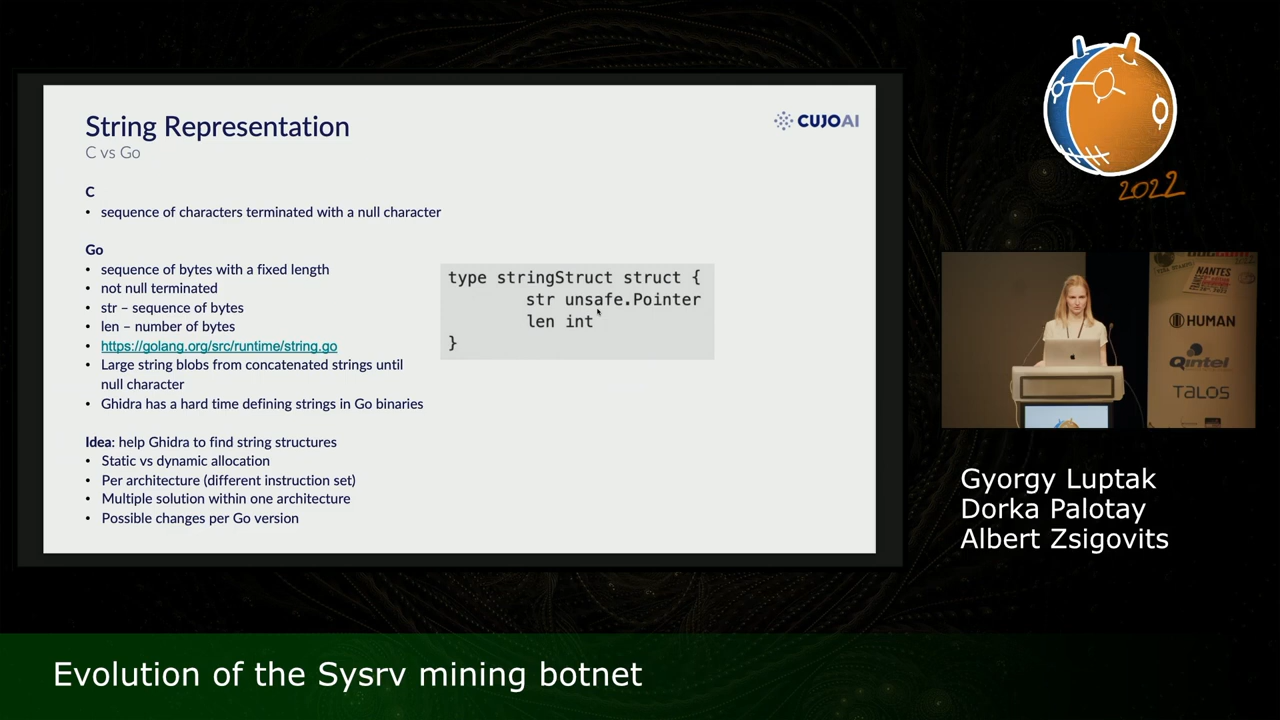 String Representation
C vs Go
CUJOAI
C
• sequence of characters terminated with a null character
Go
• sequence of bytes with a fixed length
• not null terminated
• str – sequence of bytes
• len – number of bytes
• https://golang.org/src/runtime/string.go
• Large string blobs from concatenated strings until
null character
• Ghidra has a hard time defining strings in Go binaries
Idea: help Ghidra to find string structures
• Static vs dynamic allocation
• Per architecture (different instruction set)
• Multiple solution within one architecture
• Possible changes per Go version
type stringStruct struct {
str unsafe.Pointer
len int
}
2022
NANTES
HUMAN
Qintel
TALOS
Gyorgy Luptak
Dorka Palotay
Albert Zsigovits
Evolution of the Sysrv mining botnet